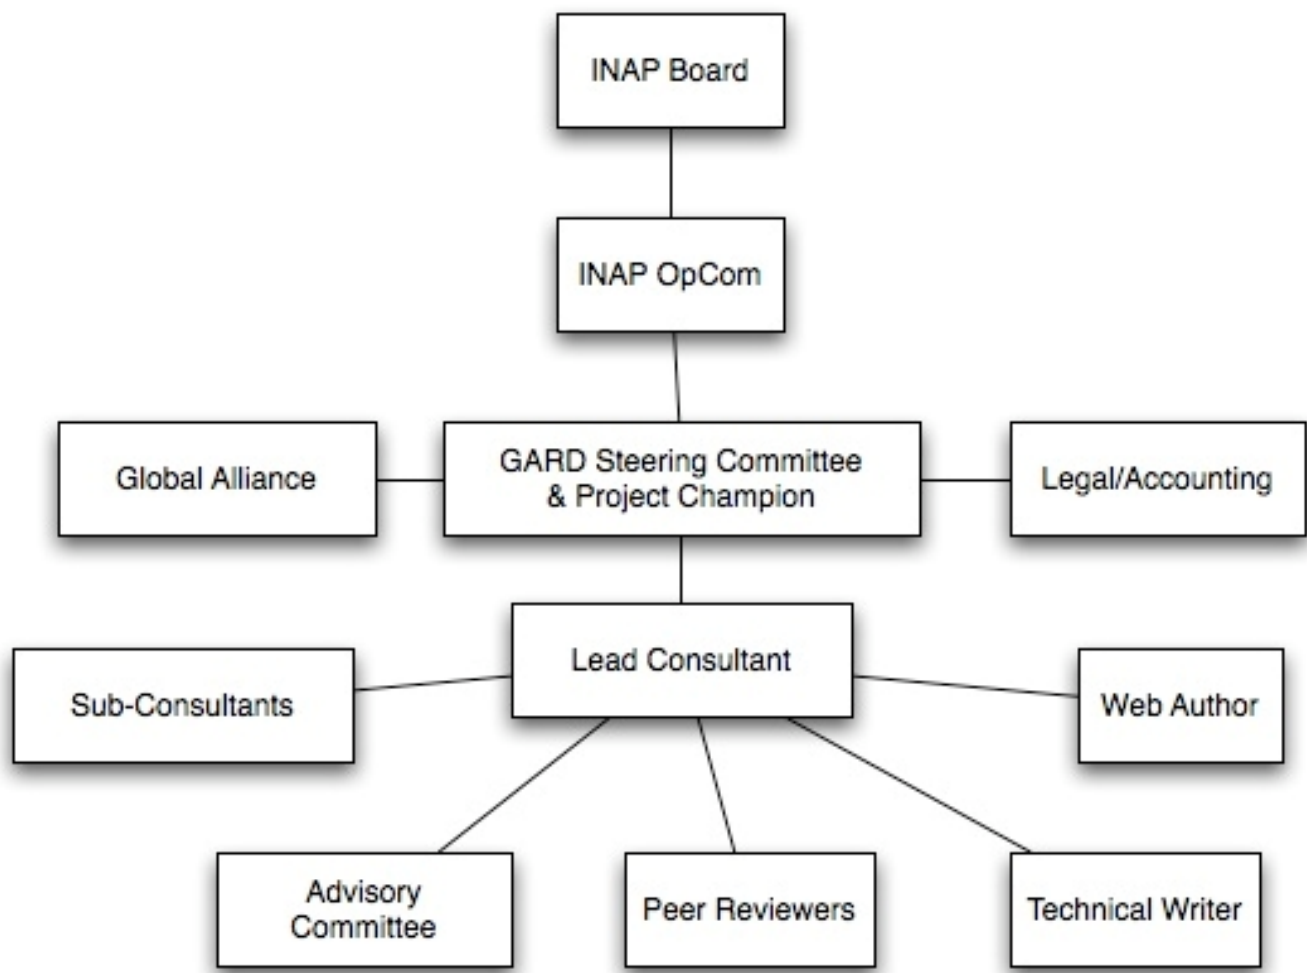 INAP Board
INAP OpCom
Global Alliance
GARD Steering Committee
& Project Champion
Legal/Accounting
Lead Consultant
Sub-Consultants
Web Author
Advisory
Committee
Peer Reviewers
Technical Writer